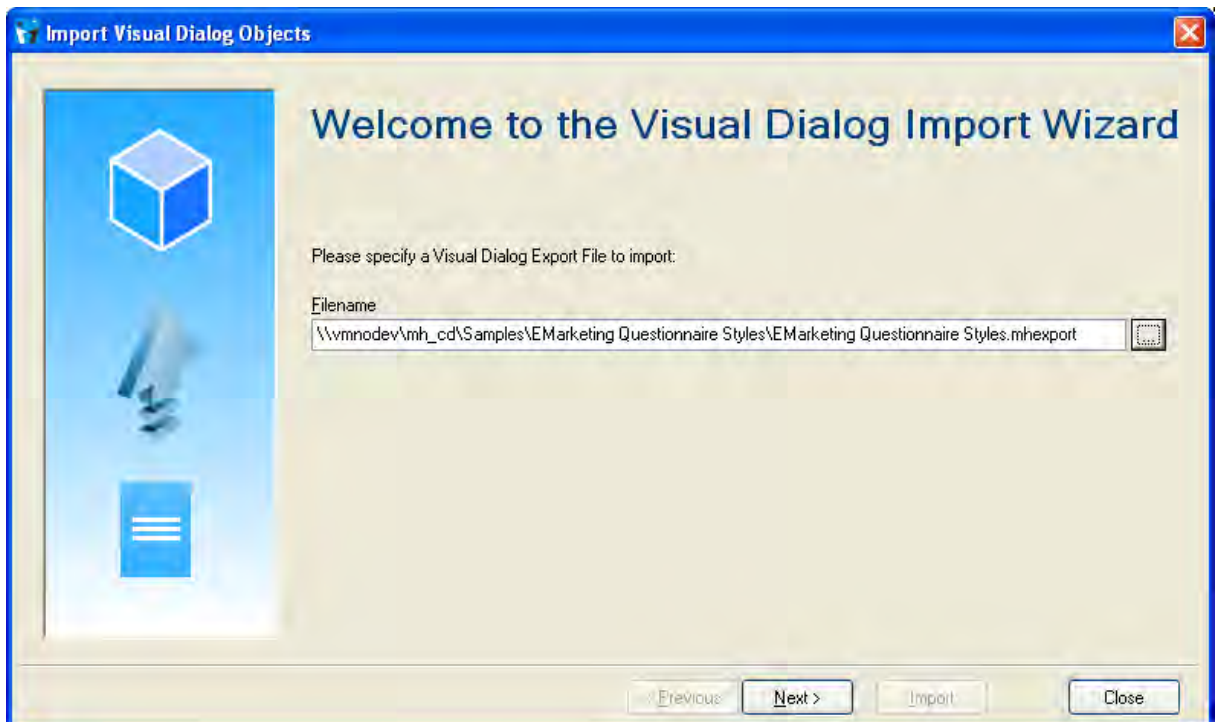 Import Visual Dialog Objects
Welcome to the Visual Dialog Import Wizard
Please specify a Visual Dialog Export File to import:
Filename
\\vmnodev\mh_cd\Samples\EMarketing Questionnaire Styles\EMarketing Questionnaire Styles.mhexport
...
< Previous Next > Import Close